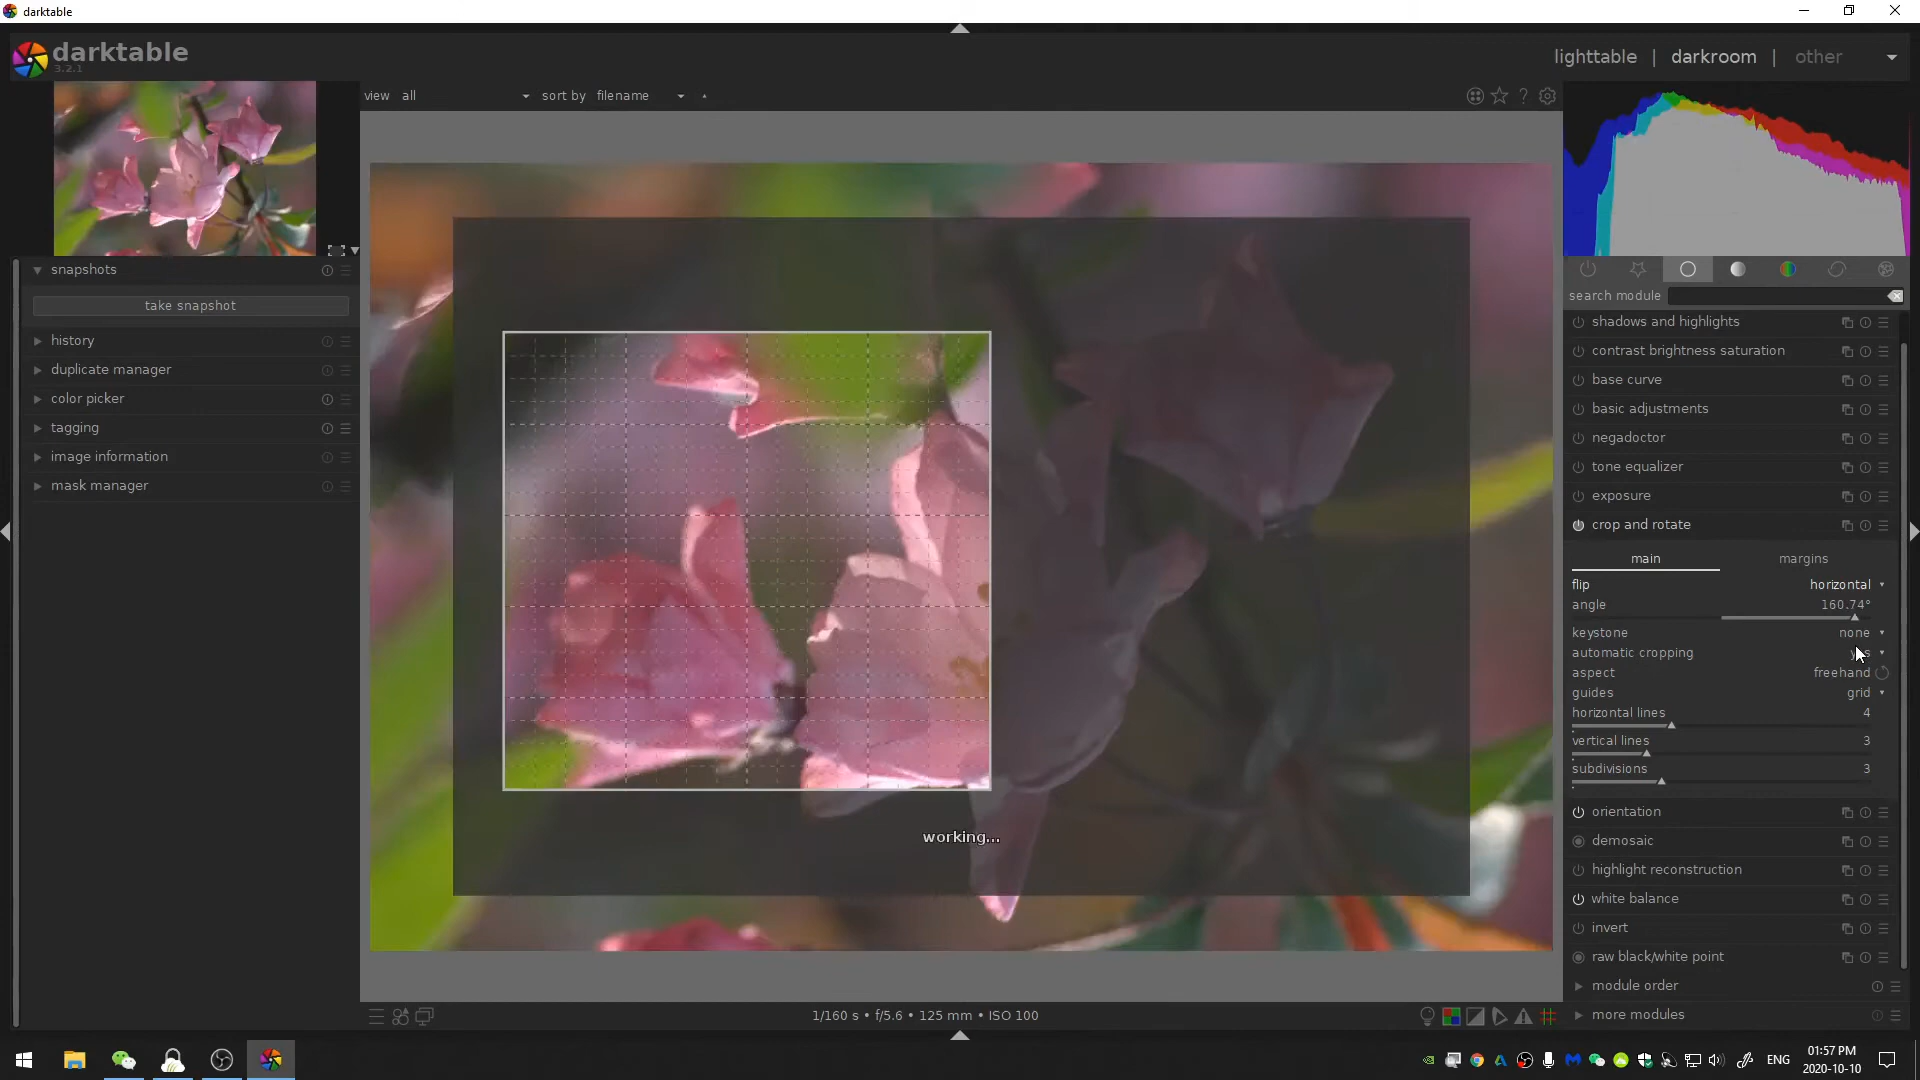 darktable
darktable
3.2.1
lighttable | darkroom | other
view all
sort by filename
snapshots
take snapshot
history
duplicate manager
color picker
tagging
image information
mask manager
working...
1/160 s • f/5.6 • 125 mm • ISO 100
search module
shadows and highlights
contrast brightness saturation
base curve
basic adjustments
negadoctor
tone equalizer
exposure
crop and rotate
main margins
flip horizontal
angle 160.74°
keystone none
automatic cropping
aspect freehand
guides grid
horizontal lines 4
vertical lines 3
subdivisions 3
orientation
demosaic
highlight reconstruction
white balance
invert
raw black/white point
module order
more modules
ENG
01:57 PM
2020-10-10